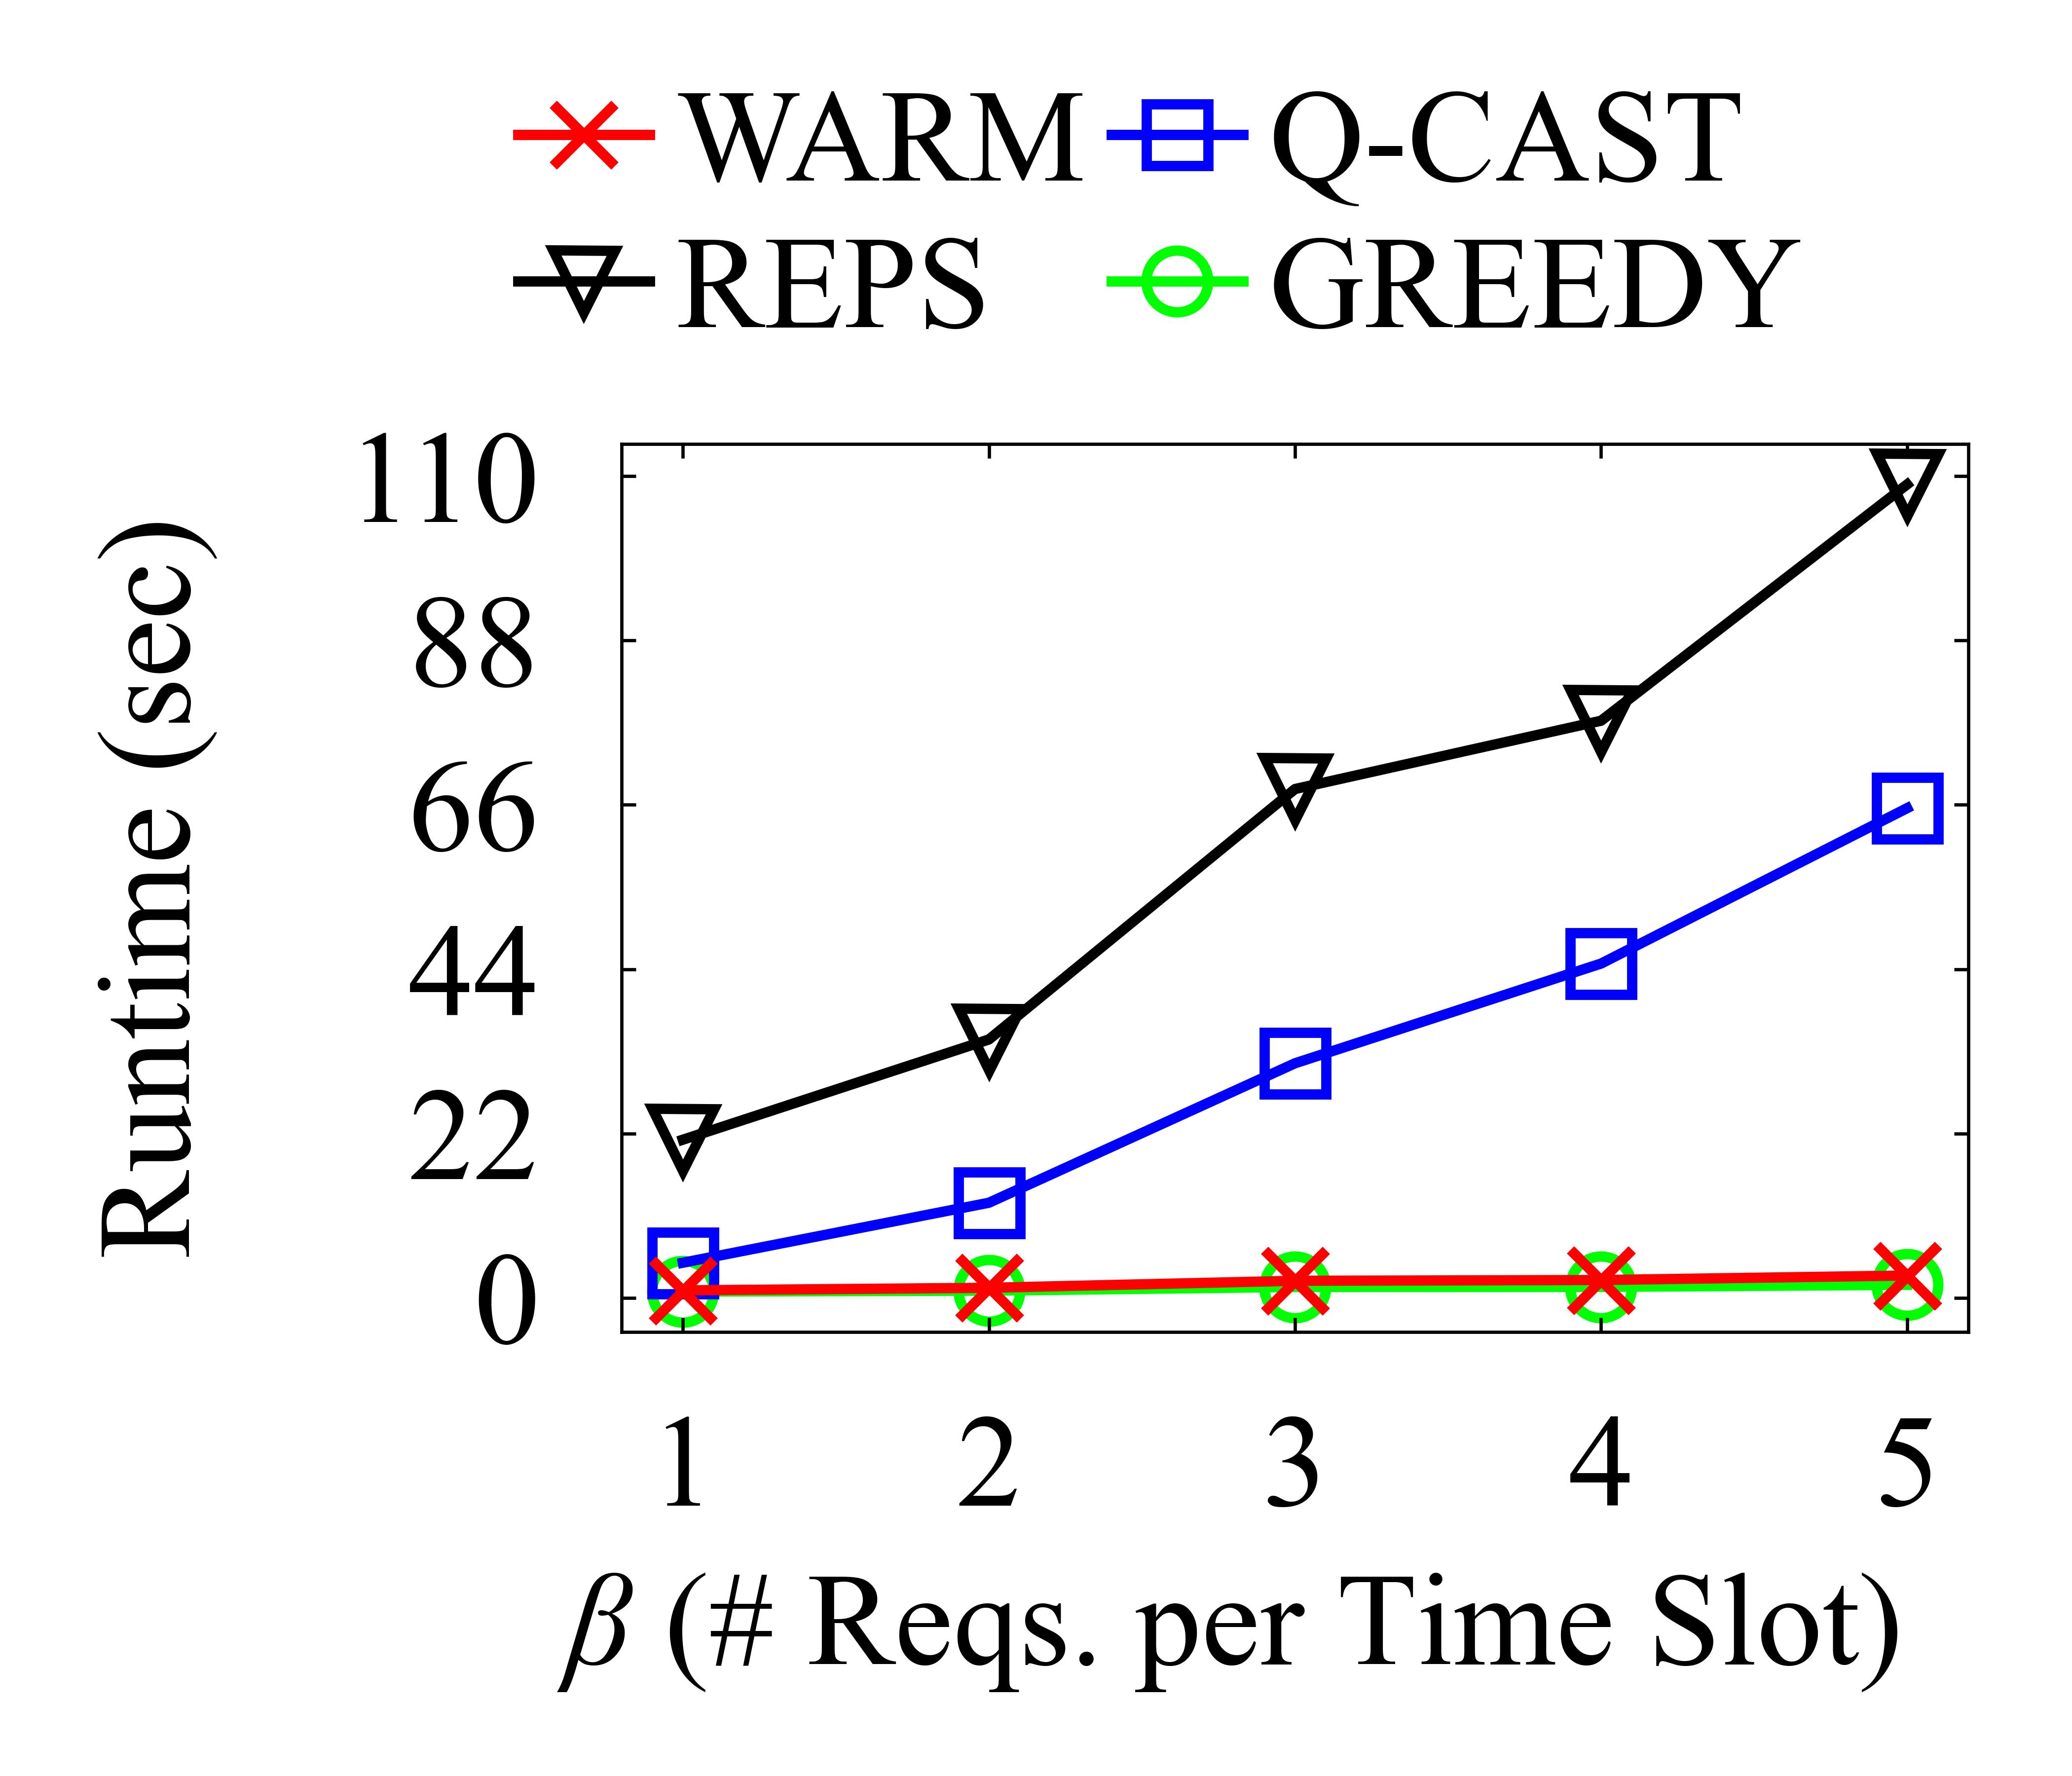 WARM Q-CAST
REPS GREEDY
Runtime (sec)
110
88
66
44
22
0
1 2 3 4 5
β (# Reqs. per Time Slot)